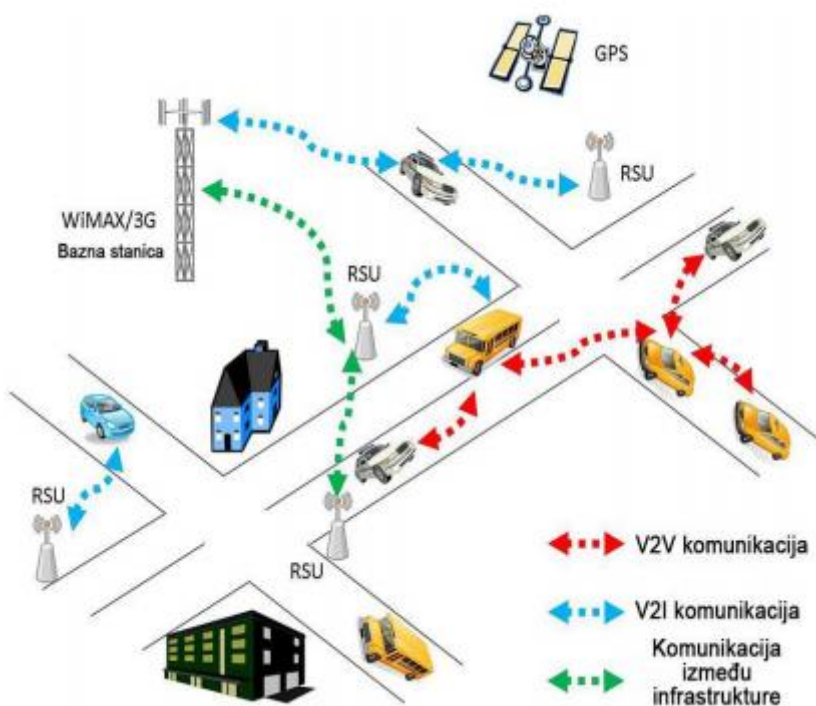 GPS
RSU
WiMAX/3G
Bazna stanica
RSU
RSU
RSU
V2V komunikacija
V2I komunikacija
Komunikacija
između
infrastrukture